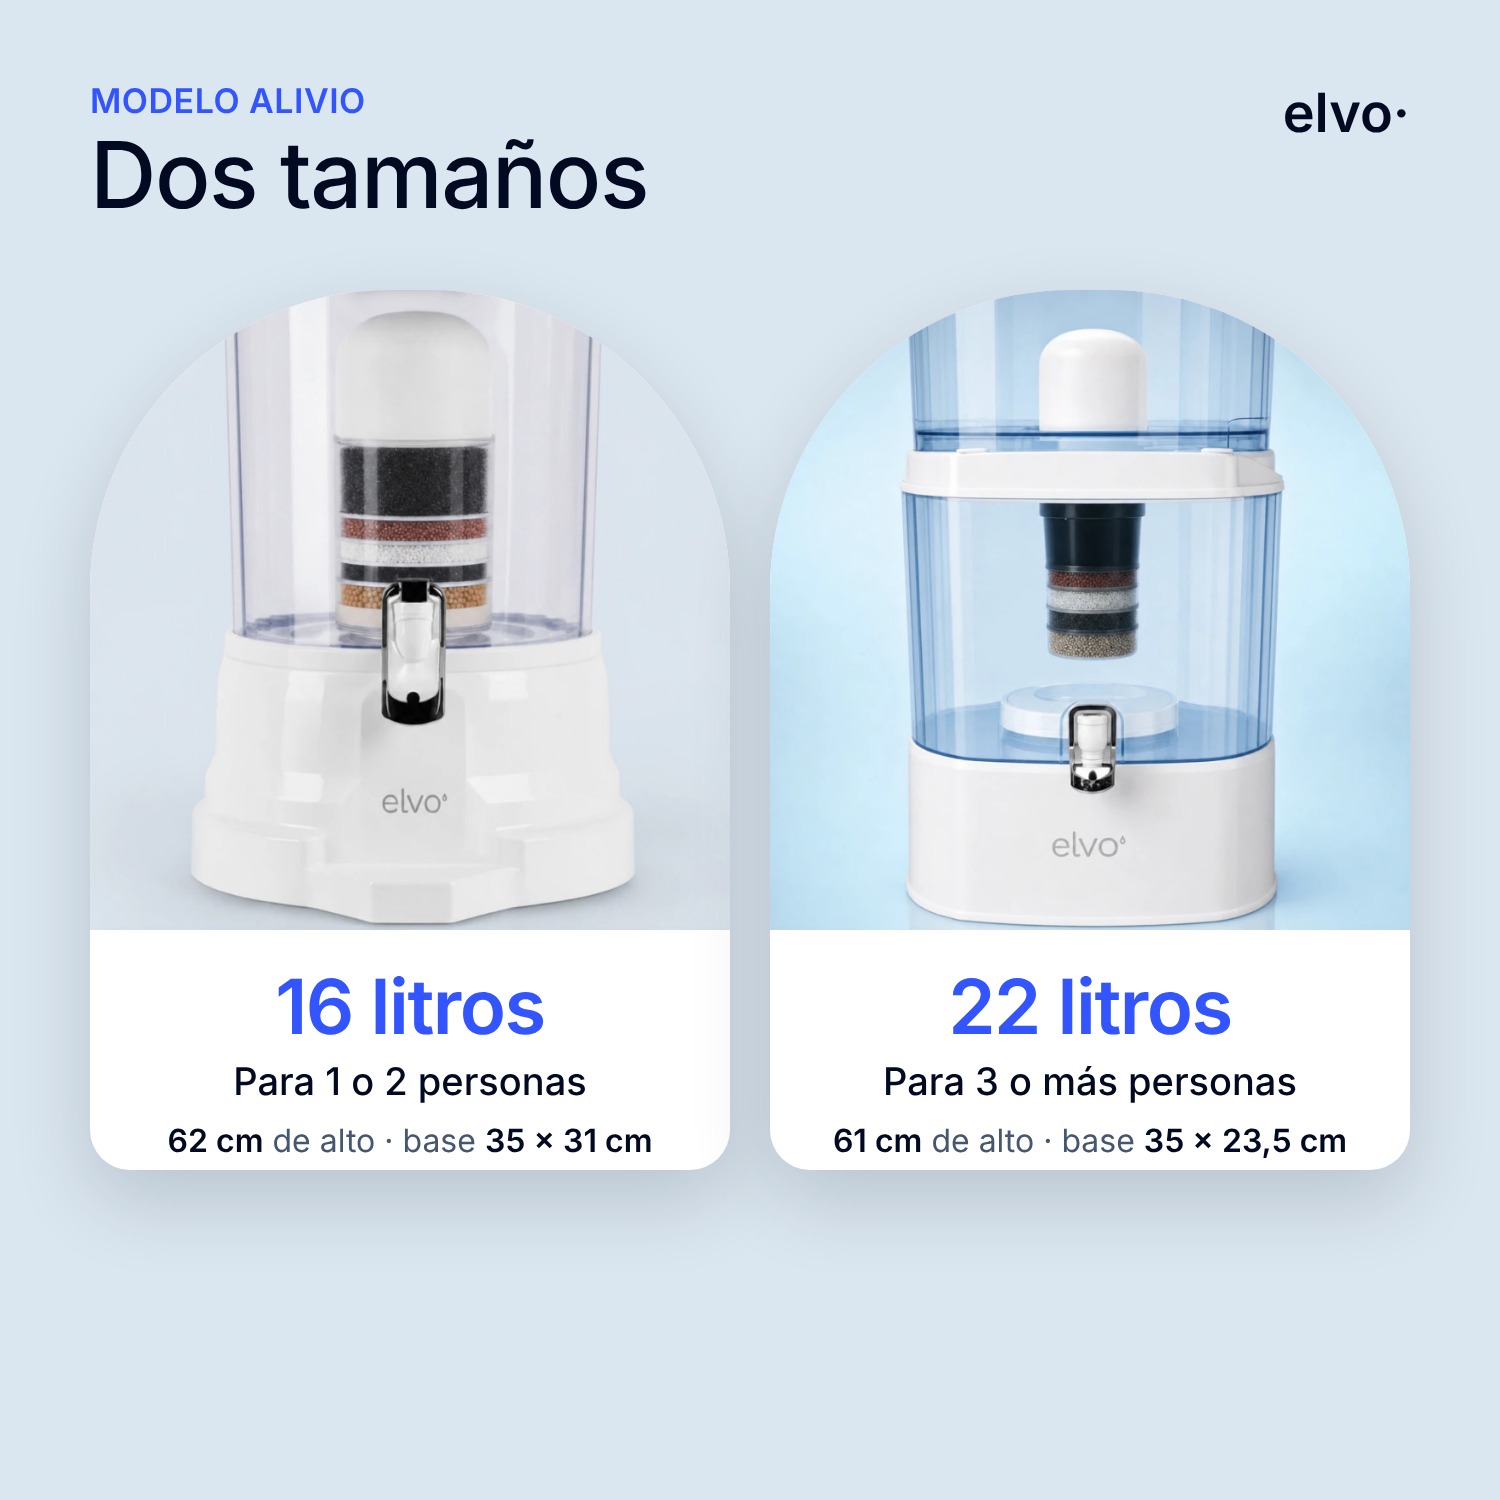 MODELO ALIVIO
Dos tamaños
elvo·
elvo
elvo
16 litros
Para 1 o 2 personas
62 cm de alto · base 35 × 31 cm
22 litros
Para 3 o más personas
61 cm de alto · base 35 × 23,5 cm